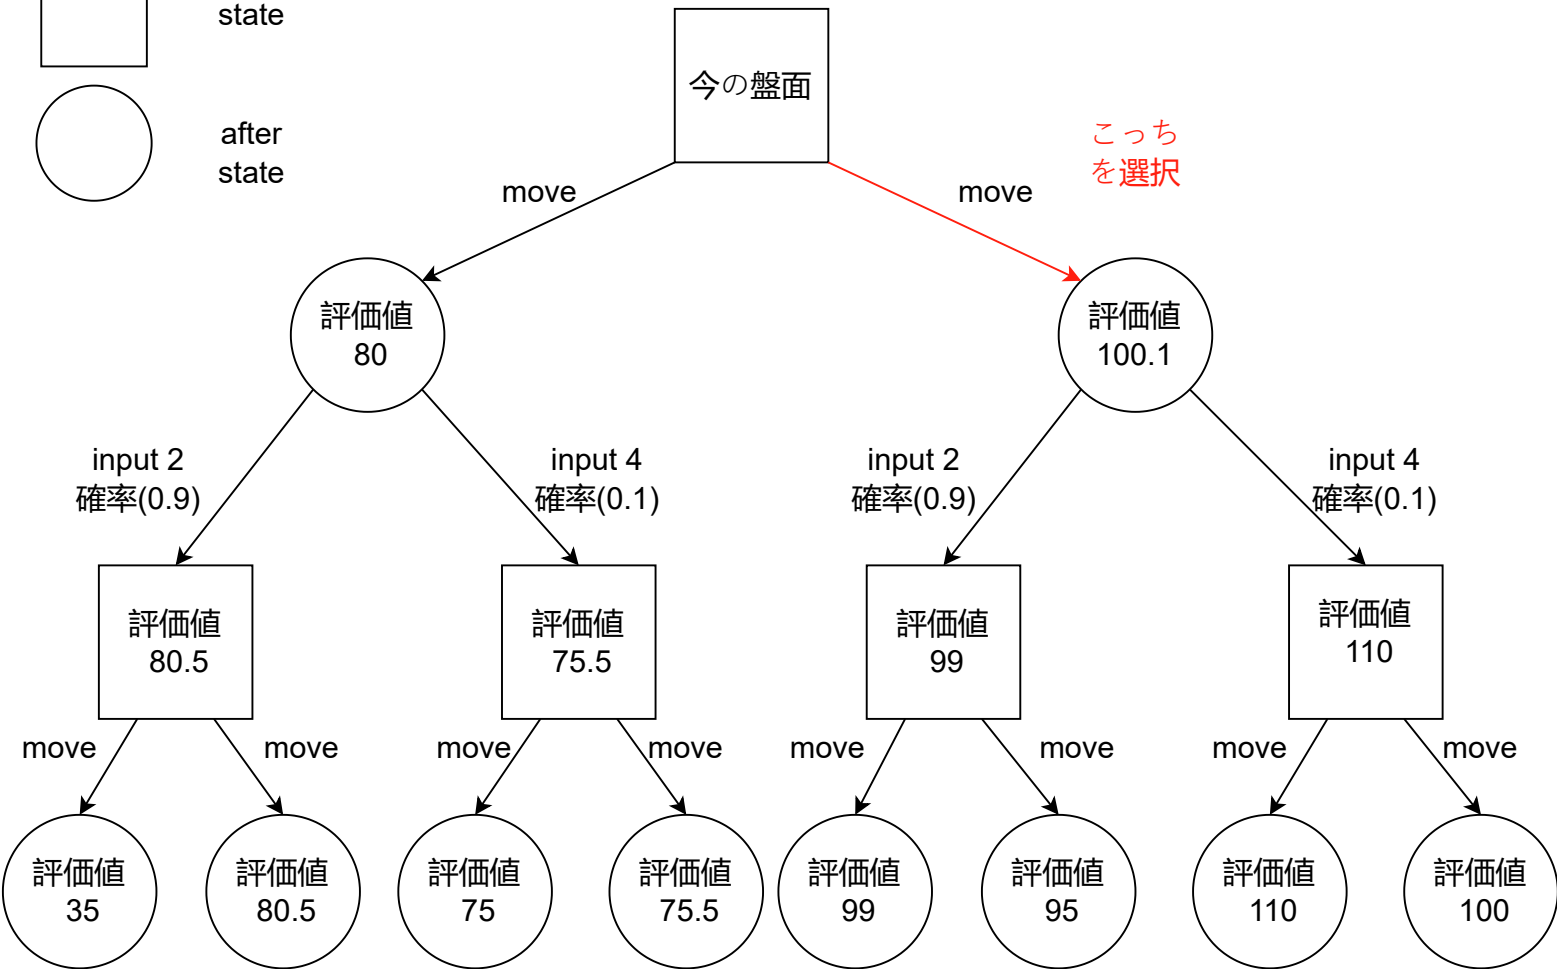 state
after
state
今の盤面
こっち
を選択
move
move
評価値
80
評価値
100.1
input 2
確率(0.9)
input 4
確率(0.1)
input 2
確率(0.9)
input 4
確率(0.1)
評価値
80.5
評価値
75.5
評価値
99
評価値
110
move
move
move
move
move
move
move
move
評価値
35
評価値
80.5
評価値
75
評価値
75.5
評価値
99
評価値
95
評価値
110
評価値
100